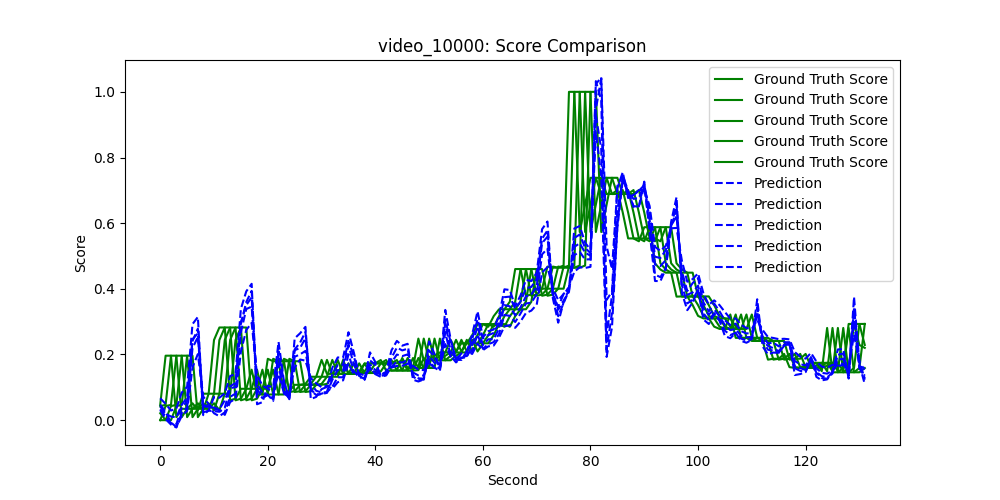 video_10000: Score Comparison
Score
1.0
0.8
0.6
0.4
0.2
0.0
0 20 40 60 80 100 120
Second
Ground Truth Score
Ground Truth Score
Ground Truth Score
Ground Truth Score
Ground Truth Score
Prediction
Prediction
Prediction
Prediction
Prediction